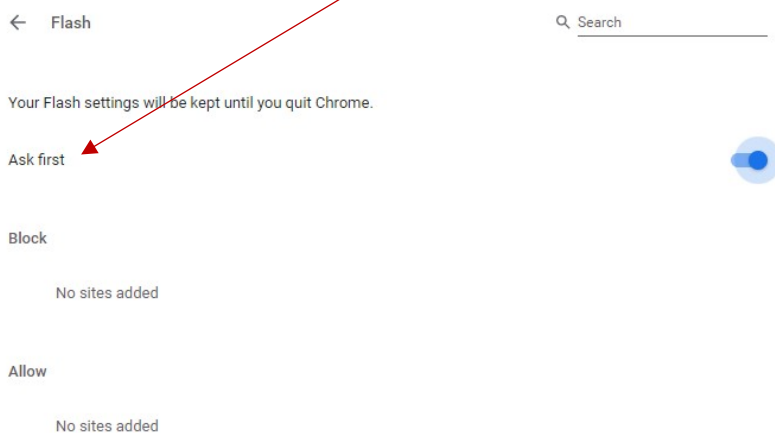 Flash
Search
Your Flash settings will be kept until you quit Chrome.
Ask first
Block
No sites added
Allow
No sites added